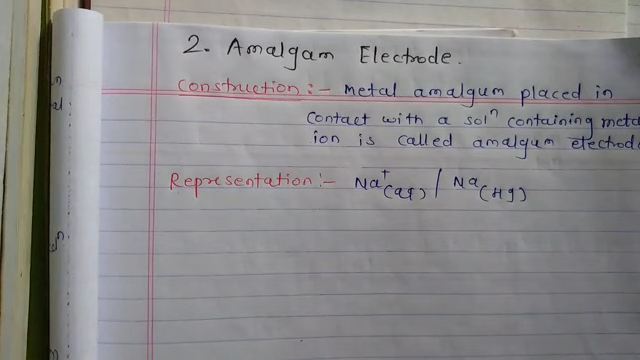 2. Amalgam Electrode.
Construction :- Metal amalgum placed in
contact with a solⁿ containing meta
ion is called amalgum electrode
Representation :- Na⁺(aq) / Na(Hg)